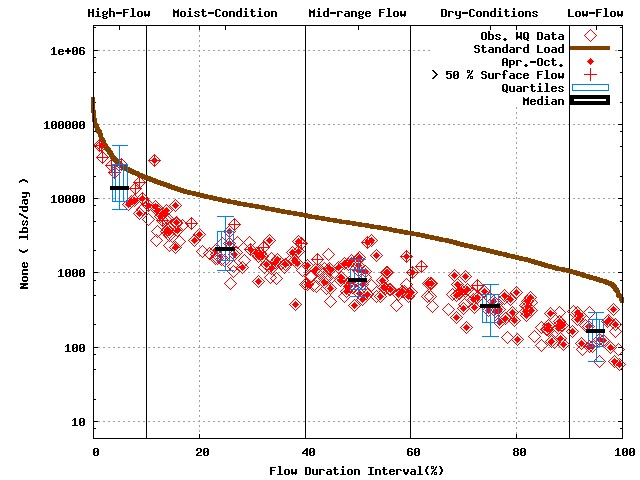 High-Flow Moist-Condition Mid-range Flow Dry-Conditions Low-Flow
Obs. WQ Data
Standard Load
Apr.-Oct.
> 50 % Surface Flow
Quartiles
Median
1e+06
100000
10000
1000
100
10
None ( lbs/day )
0 20 40 60 80 100
Flow Duration Interval(%)